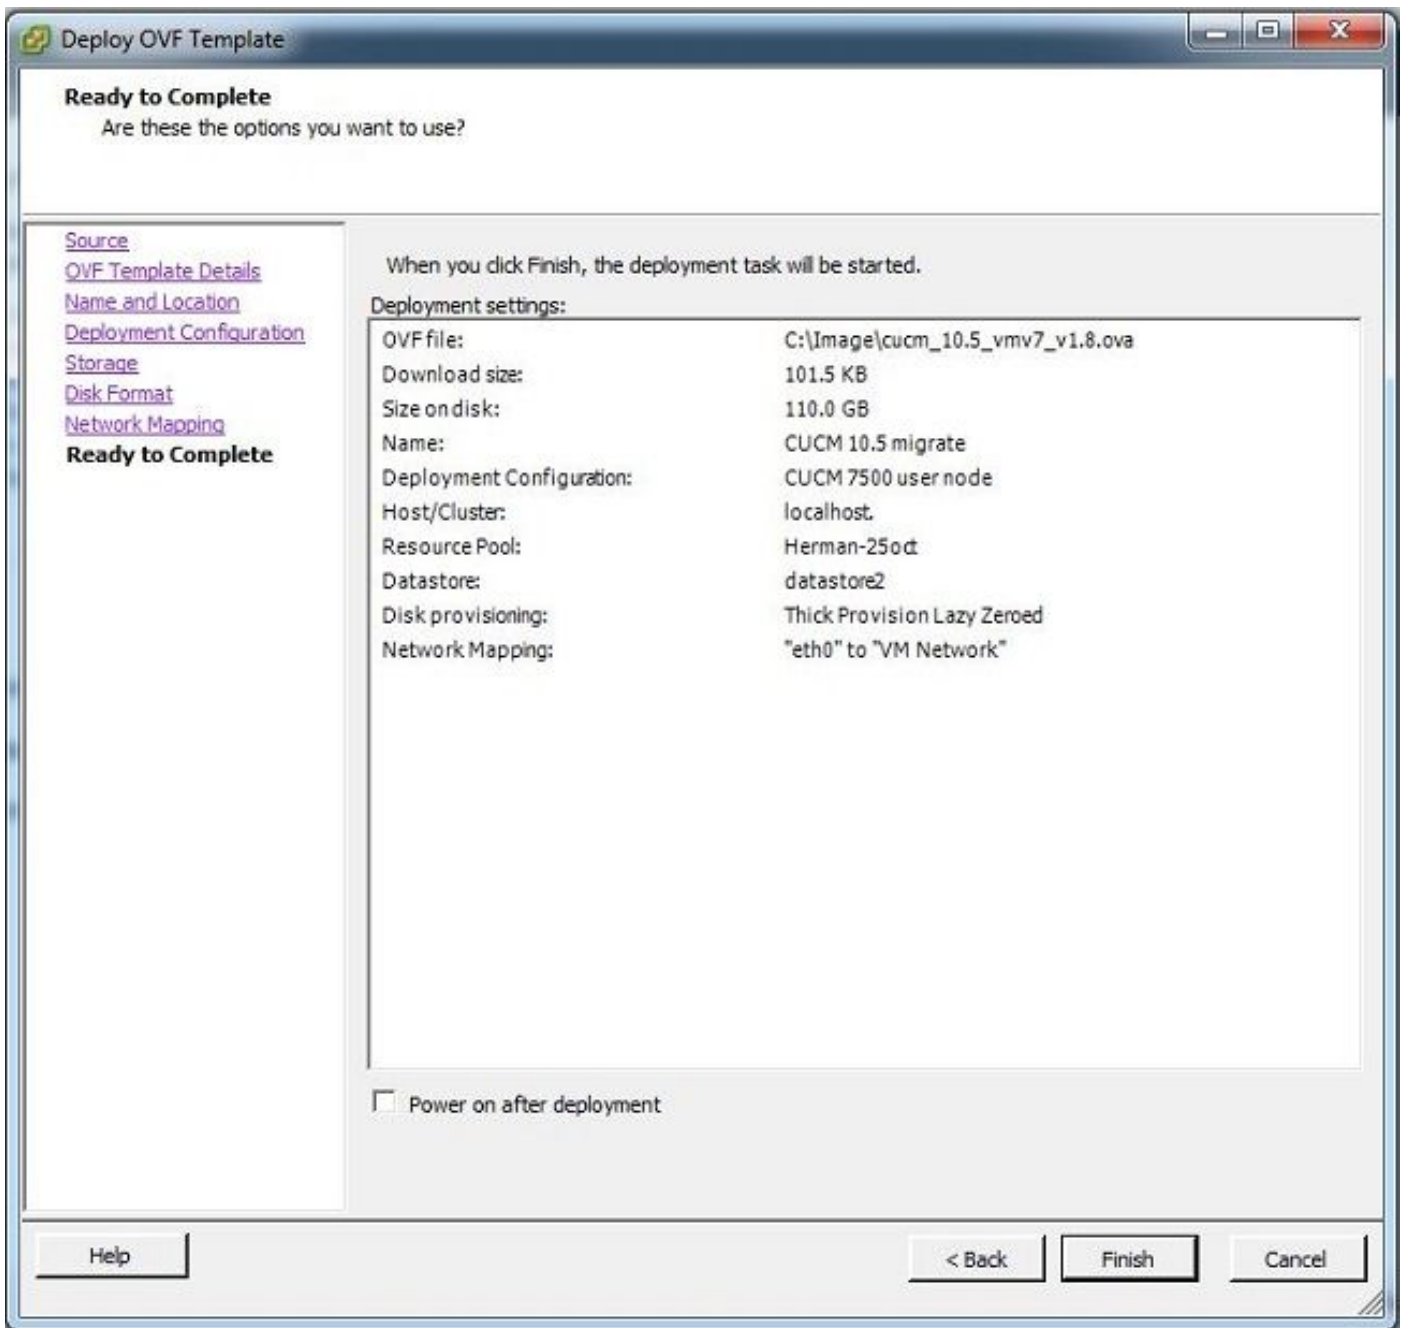 Deploy OVF Template
Ready to Complete
Are these the options you want to use?
Source
OVF Template Details
Name and Location
Deployment Configuration
Storage
Disk Format
Network Mapping
Ready to Complete
When you click Finish, the deployment task will be started.
Deployment settings:
OVF file: C:\Image\cucm_10.5_vmv7_v1.8.ova
Download size: 101.5 KB
Size on disk: 110.0 GB
Name: CUCM 10.5 migrate
Deployment Configuration: CUCM 7500 user node
Host/Cluster: localhost.
Resource Pool: Herman-25oct
Datastore: datastore2
Disk provisioning: Thick Provision Lazy Zeroed
Network Mapping: "eth0" to "VM Network"
Power on after deployment
Help
< Back
Finish
Cancel